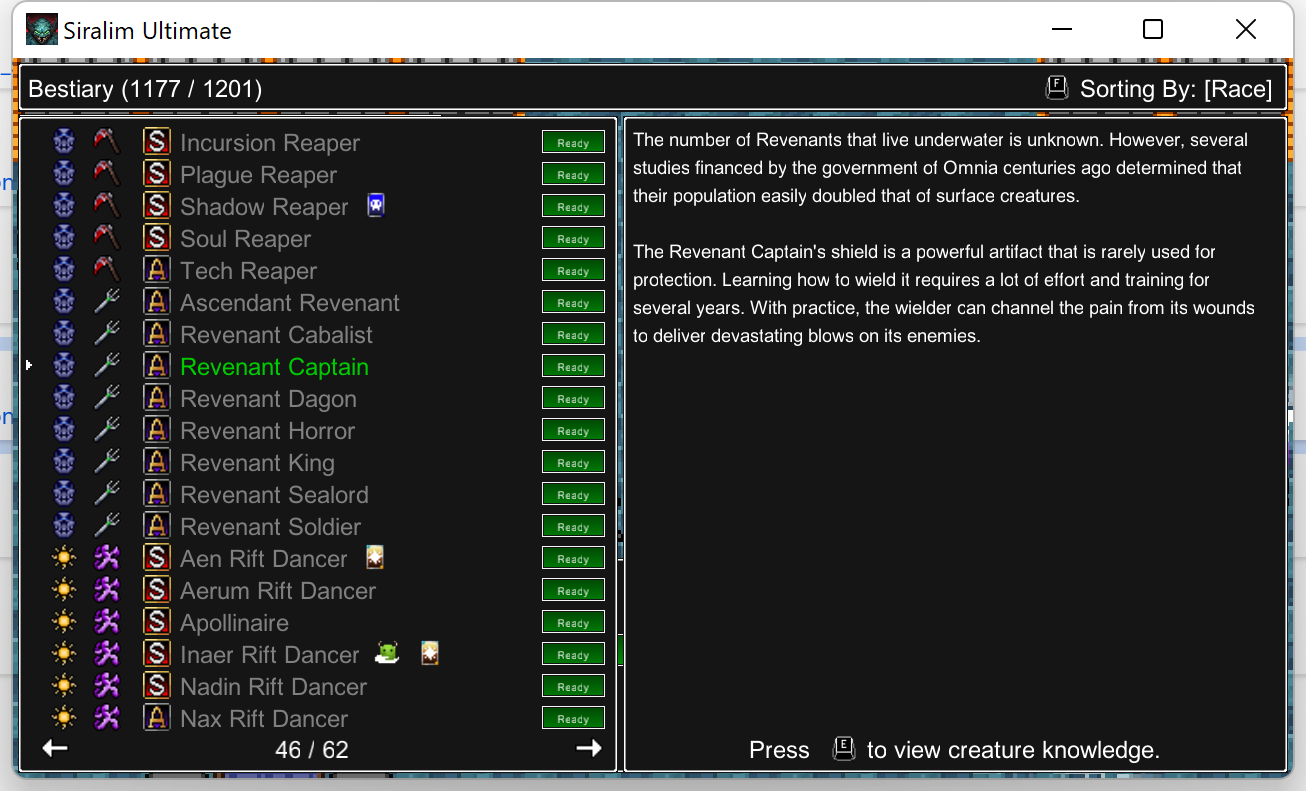 Siralim Ultimate
Bestiary (1177 / 1201)
F Sorting By: [Race]
S Incursion Reaper Ready
S Plague Reaper Ready
S Shadow Reaper Ready
S Soul Reaper Ready
A Tech Reaper Ready
A Ascendant Revenant Ready
A Revenant Cabalist Ready
A Revenant Captain Ready
A Revenant Dagon Ready
A Revenant Horror Ready
A Revenant King Ready
A Revenant Sealord Ready
A Revenant Soldier Ready
S Aen Rift Dancer Ready
S Aerum Rift Dancer Ready
S Apollinaire Ready
S Inaer Rift Dancer Ready
S Nadin Rift Dancer Ready
A Nax Rift Dancer Ready
46 / 62
The number of Revenants that live underwater is unknown. However, several
studies financed by the government of Omnia centuries ago determined that
their population easily doubled that of surface creatures.
The Revenant Captain's shield is a powerful artifact that is rarely used for
protection. Learning how to wield it requires a lot of effort and training for
several years. With practice, the wielder can channel the pain from its wounds
to deliver devastating blows on its enemies.
Press E to view creature knowledge.